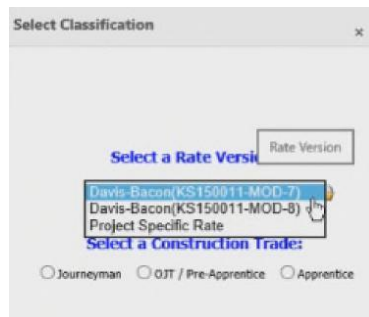 Select Classification
×
Rate Version
Select a Rate Versi
Davis-Bacon(KS150011-MOD-7)
Davis-Bacon(KS150011-MOD-8)
Project Specific Rate
Select a Construction Trade:
Journeyman OJT / Pre-Apprentice Apprentice